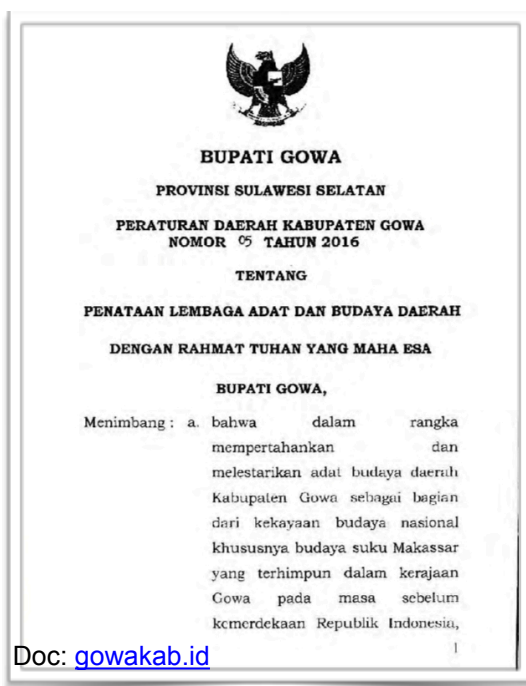 BUPATI GOWA
PROVINSI SULAWESI SELATAN
PERATURAN DAERAH KABUPATEN GOWA
NOMOR 05 TAHUN 2016
TENTANG
PENATAAN LEMBAGA ADAT DAN BUDAYA DAERAH
DENGAN RAHMAT TUHAN YANG MAHA ESA
BUPATI GOWA,
Menimbang : a. bahwa dalam rangka
mempertahankan dan
melestarikan adat budaya daerah
Kabupaten Gowa sebagai bagian
dari kekayaan budaya nasional
khususnya budaya suku Makassar
yang terhimpun dalam kerajaan
Gowa pada masa sebelum
kemerdekaan Republik Indonesia,
1
Doc: gowakab.id